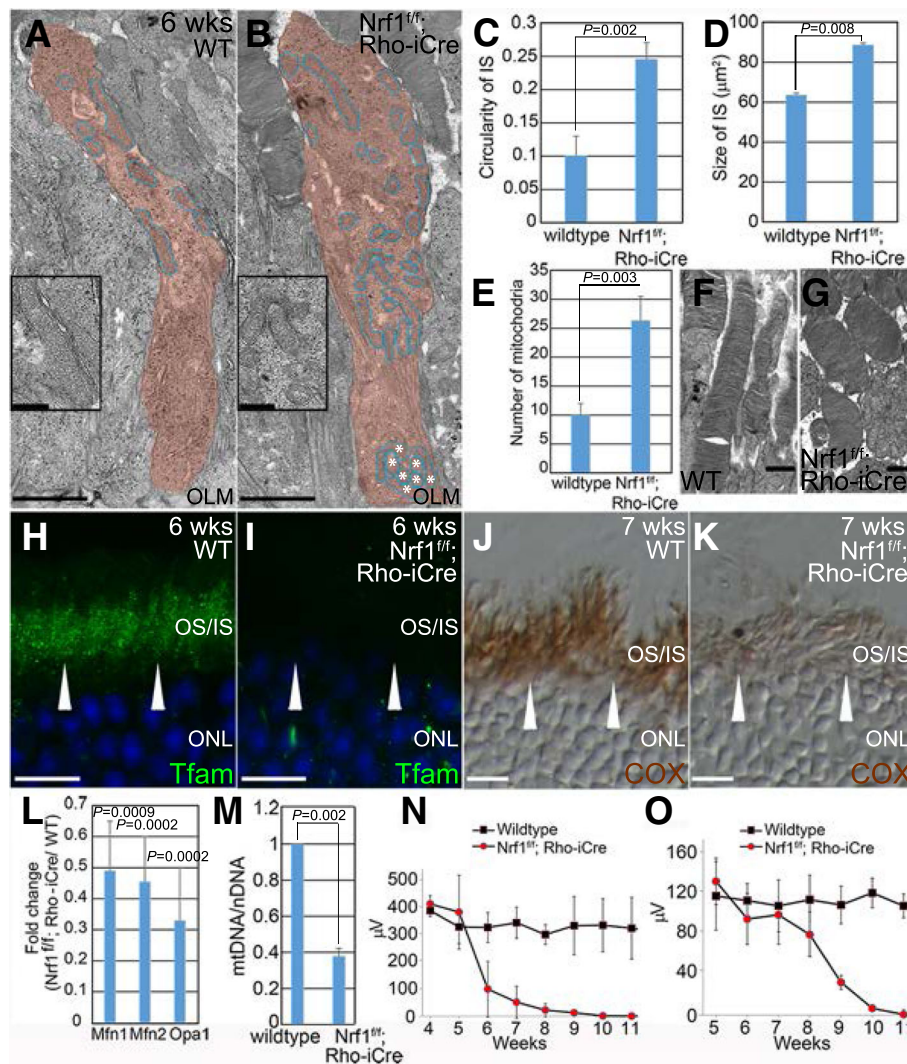 A
6 wks
WT
OLM
B
Nrf1f/f;
Rho-iCre
OLM
C
P=0.002
Circularity of IS
0.3
0.25
0.2
0.15
0.1
0.05
0
wildtype Nrf1f/f;
Rho-iCre
D
P=0.008
Size of IS (μm2)
100
80
60
40
20
0
wildtype Nrf1f/f;
Rho-iCre
E
P=0.003
Number of mitochodria
35
30
25
20
15
10
5
0
wildtype Nrf1f/f;
Rho-iCre
F
WT
G
Nrf1f/f;
Rho-iCre
H
6 wks
WT
OS/IS
ONL
Tfam
I
6 wks
Nrf1f/f;
Rho-iCre
OS/IS
ONL
Tfam
J
7 wks
WT
OS/IS
ONL
COX
K
7 wks
Nrf1f/f;
Rho-iCre
OS/IS
ONL
COX
L
P=0.0009
P=0.0002
P=0.0002
Fold change
(Nrf1f/f; Rho-iCre/ WT)
0.7
0.6
0.5
0.4
0.3
0.2
0.1
0
Mfn1 Mfn2 Opa1
M
P=0.002
mtDNA/nDNA
1.2
1
0.8
0.6
0.4
0.2
0
wildtype Nrf1f/f;
Rho-iCre
N
Wildtype
Nrf1f/f; Rho-iCre
μV
500
400
300
200
100
0
4 5 6 7 8 9 10 11
Weeks
O
Wildtype
Nrf1f/f; Rho-iCre
μV
160
120
80
40
0
5 6 7 8 9 10 11
Weeks